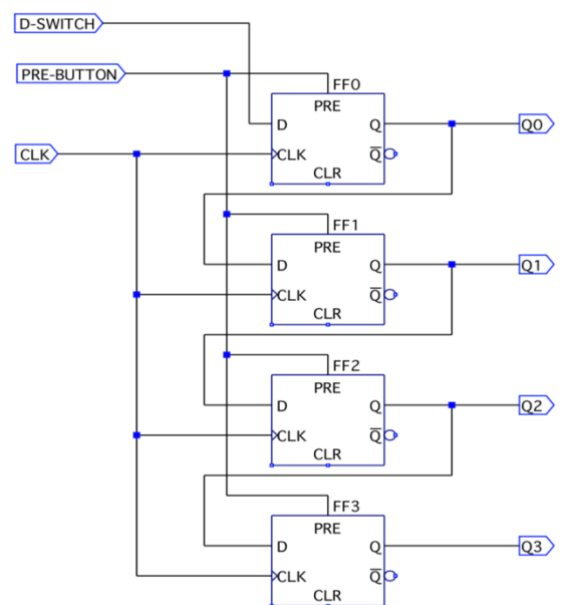 D-SWITCH
PRE-BUTTON
FF0
PRE
D Q Q0
CLK CLK Q̅
CLR
FF1
PRE
D Q Q1
CLK Q̅
CLR
FF2
PRE
D Q Q2
CLK Q̅
CLR
FF3
PRE
D Q Q3
CLK Q̅
CLR